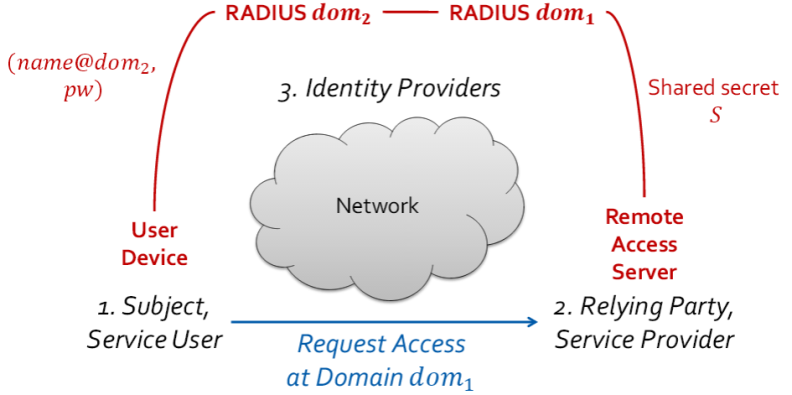 RADIUS dom₂
RADIUS dom₁
(name@dom₂,
pw)
3. Identity Providers
Shared secret
S
Network
User
Device
Remote
Access
Server
1. Subject,
Service User
2. Relying Party,
Service Provider
Request Access
at Domain dom₁